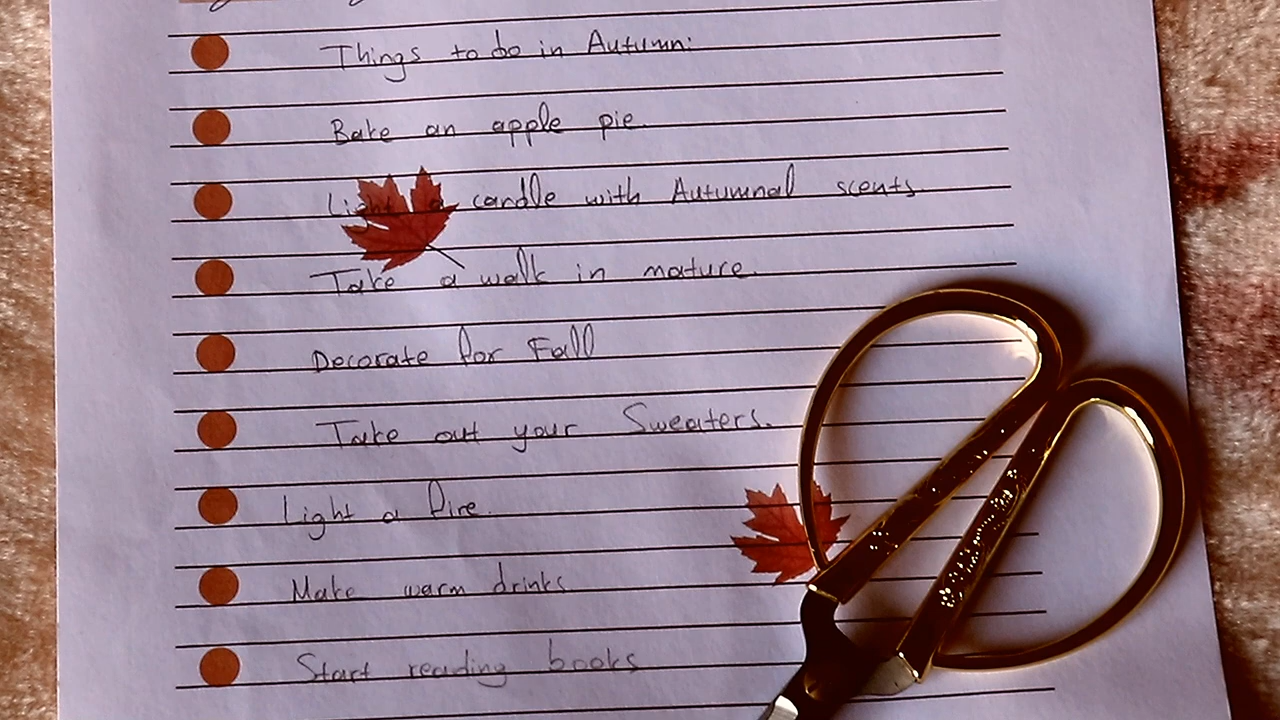 Things to do in Autumn:
Bake an apple pie.
Light a candle with Autumnal scents.
Take a walk in nature.
Decorate for Fall
Take out your Sweaters.
Light a fire.
Make warm drinks
Start reading books